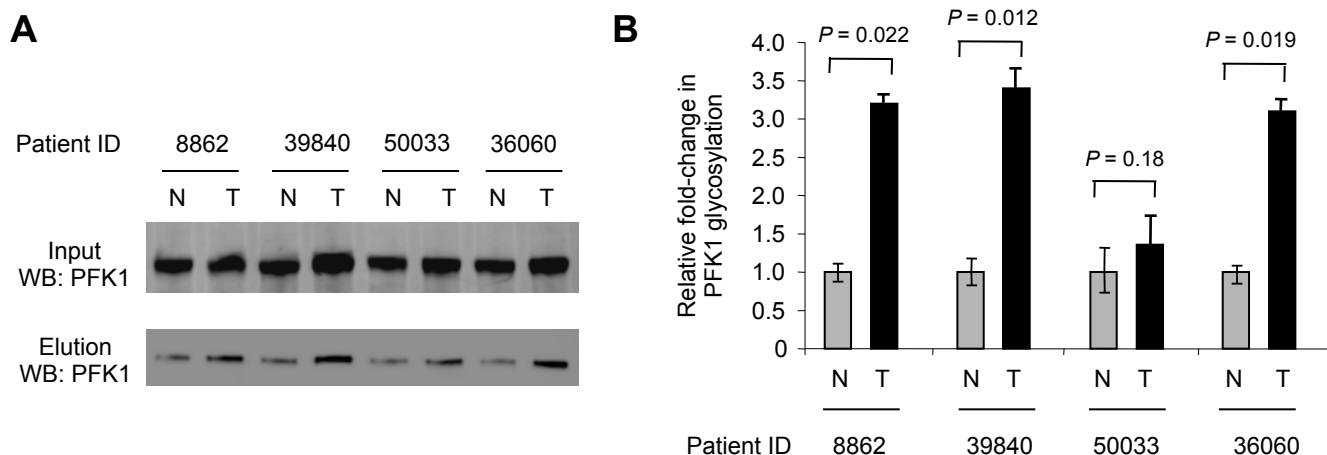 A
Patient ID 8862 39840 50033 36060
N T N T N T N T
Input
WB: PFK1
Elution
WB: PFK1
B
Relative fold-change in
PFK1 glycosylation
4.0
3.5
3.0
2.5
2.0
1.5
1.0
0.5
0
P = 0.022
P = 0.012
P = 0.18
P = 0.019
N T N T N T N T
Patient ID 8862 39840 50033 36060